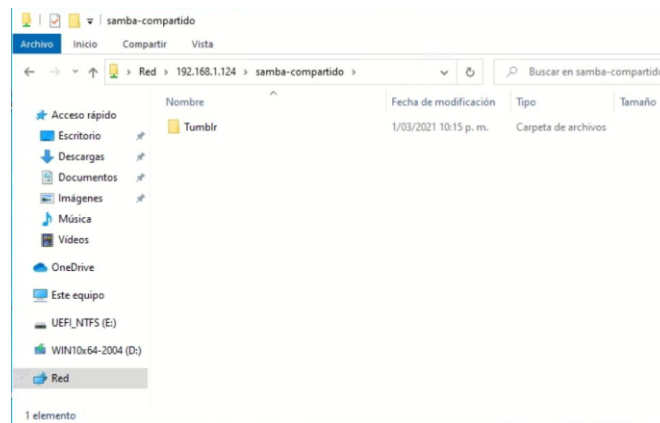 samba-compartido
Archivo Inicio Compartir Vista
Red > 192.168.1.124 > samba-compartido >
Buscar en samba-compartido
Nombre Fecha de modificación Tipo Tamaño
Tumblr 1/03/2021 10:15 p. m. Carpeta de archivos
Acceso rápido
Escritorio
Descargas
Documentos
Imágenes
Música
Vídeos
OneDrive
Este equipo
UEFI_NTFS (E:)
WIN10x64-2004 (D:)
Red
1 elemento